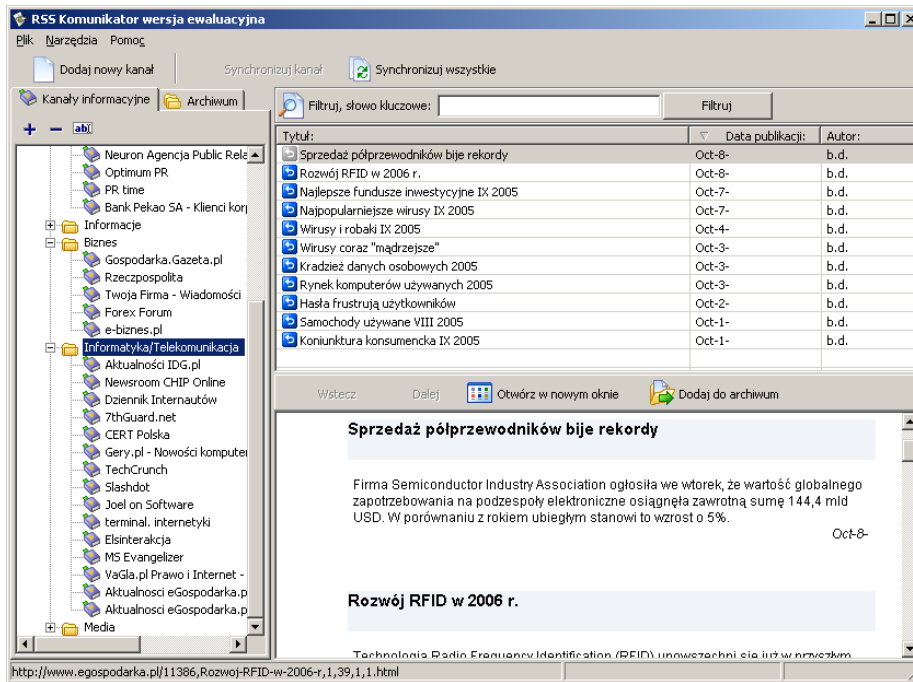 RSS Komunikator wersja ewaluacyjna
Plik Narzędzia Pomoc
Dodaj nowy kanał Synchronizuj kanał Synchronizuj wszystkie
Kanały informacyjne Archiwum
Filtruj, słowo kluczowe: Filtruj
Tytuł: Data publikacji: Autor:
Sprzedaż półprzewodników bije rekordy Oct-8- b.d.
Rozwój RFID w 2006 r. Oct-8- b.d.
Najlepsze fundusze inwestycyjne IX 2005 Oct-7- b.d.
Najpopularniejsze wirusy IX 2005 Oct-7- b.d.
Wirusy i robaki IX 2005 Oct-4- b.d.
Wirusy coraz "mądrzejsze" Oct-3- b.d.
Kradzież danych osobowych 2005 Oct-3- b.d.
Rynek komputerów używanych 2005 Oct-3- b.d.
Hasła frustrują użytkowników Oct-2- b.d.
Samochody używane VIII 2005 Oct-1- b.d.
Koniunktura konsumencka IX 2005 Oct-1- b.d.
abI
Neuron Agencja Public Rela
Optimum PR
PR time
Bank Pekao SA - Klienci korp
Informacje
Biznes
Gospodarka.Gazeta.pl
Rzeczpospolita
Twoja Firma - Wiadomości
Forex Forum
e-biznes.pl
Informatyka/Telekomunikacja
Aktualności IDG.pl
Newsroom CHIP Online
Dziennik Internautów
7thGuard.net
CERT Polska
Gery.pl - Nowości komputer
TechCrunch
Slashdot
Joel on Software
terminal. internetyki
Elsinterakcja
MS Evangelizer
VaGla.pl Prawo i Internet -
Aktualnosci eGospodarka.p
Aktualnosci eGospodarka.p
Media
Wstecz Dalej Otwórz w nowym oknie Dodaj do archiwum
Sprzedaż półprzewodników bije rekordy
Firma Semiconductor Industry Association ogłosiła we wtorek, że wartość globalnego
zapotrzebowania na podzespoły elektroniczne osiągnęła zawrotną sumę 144,4 mld
USD. W porównaniu z rokiem ubiegłym stanowi to wzrost o 5%.
Oct-8-
Rozwój RFID w 2006 r.
Technologia Radio Frequency Identification (RFID) upowszechni się już w przyszłym
http://www.egospodarka.pl/11386,Rozwoj-RFID-w-2006-r,1,39,1,1.html